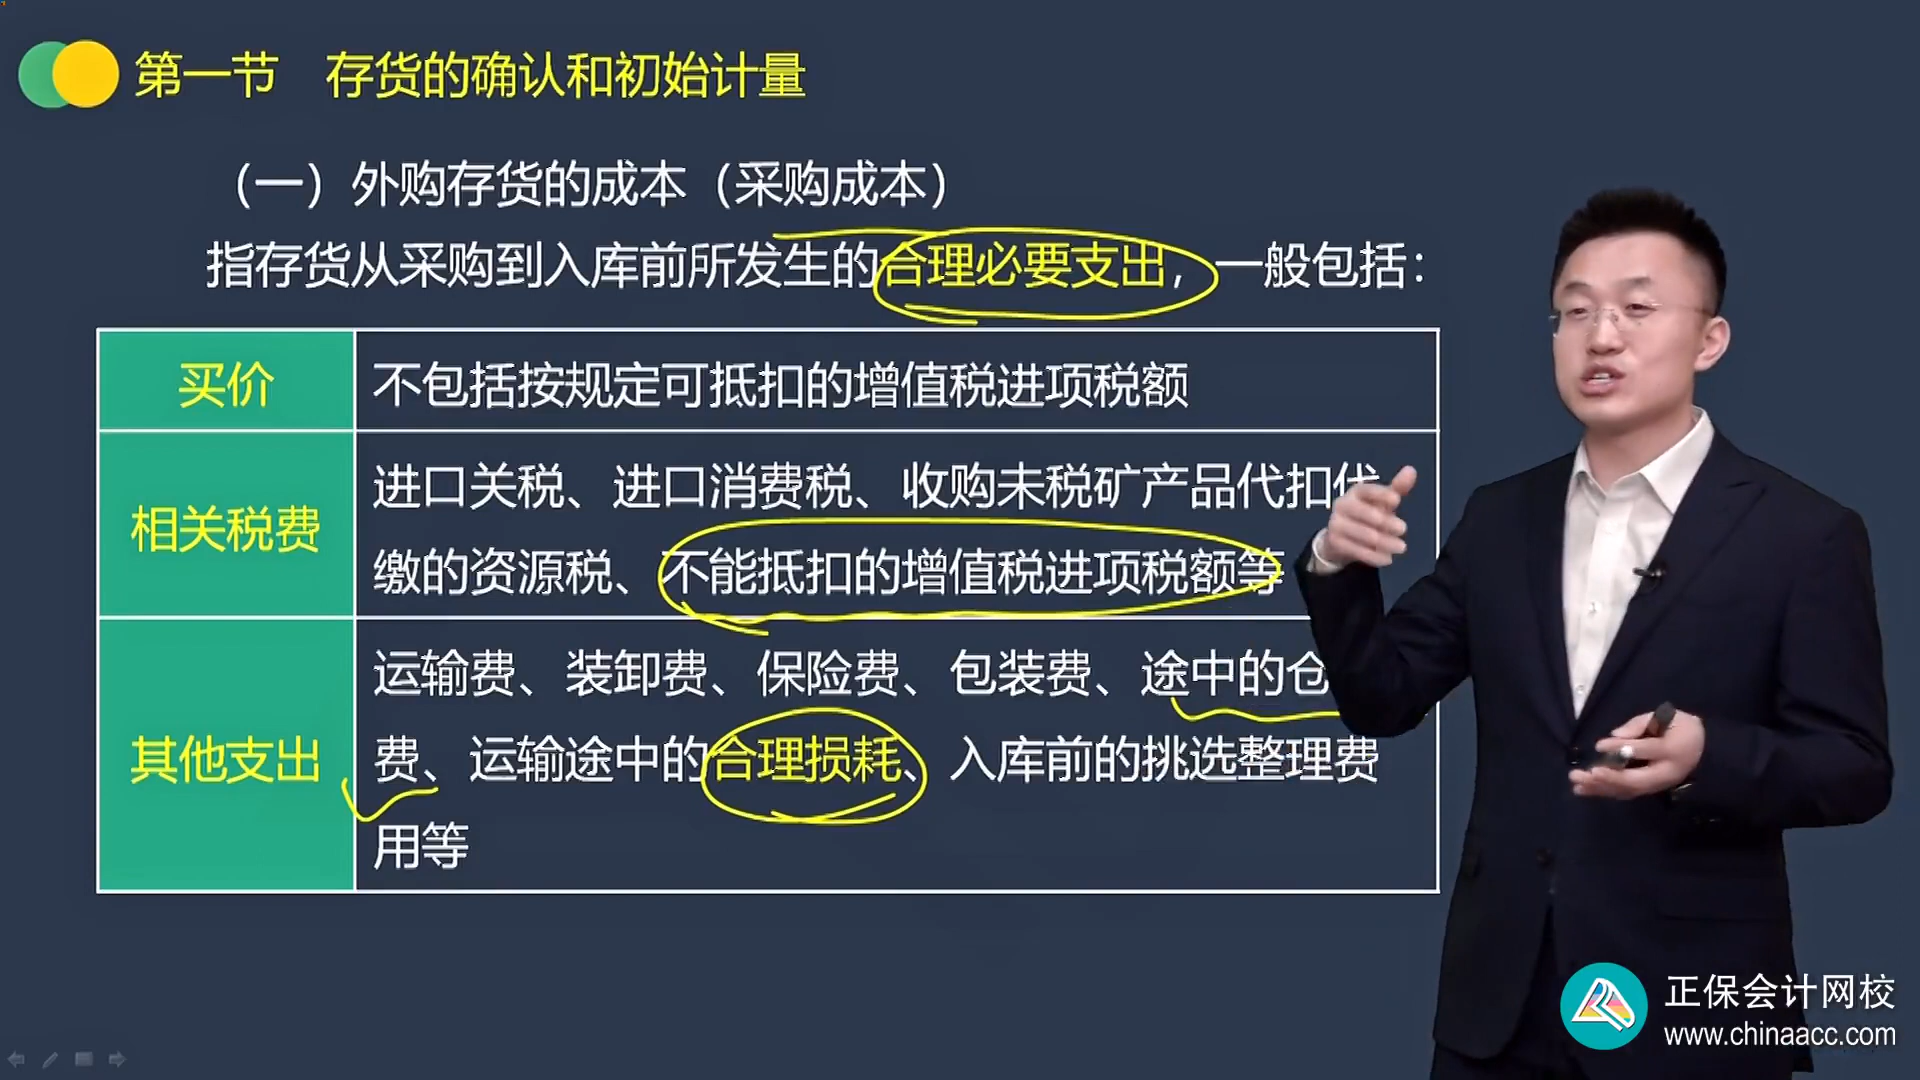 第一节 存货的确认和初始计量
（一）外购存货的成本（采购成本）
指存货从采购到入库前所发生的合理必要支出，一般包括：
买价
不包括按规定可抵扣的增值税进项税额
相关税费
进口关税、进口消费税、收购未税矿产品代扣代
缴的资源税、不能抵扣的增值税进项税额等
其他支出
运输费、装卸费、保险费、包装费、途中的仓
费、运输途中的合理损耗、入库前的挑选整理费
用等
正保会计网校
www.chinaacc.com